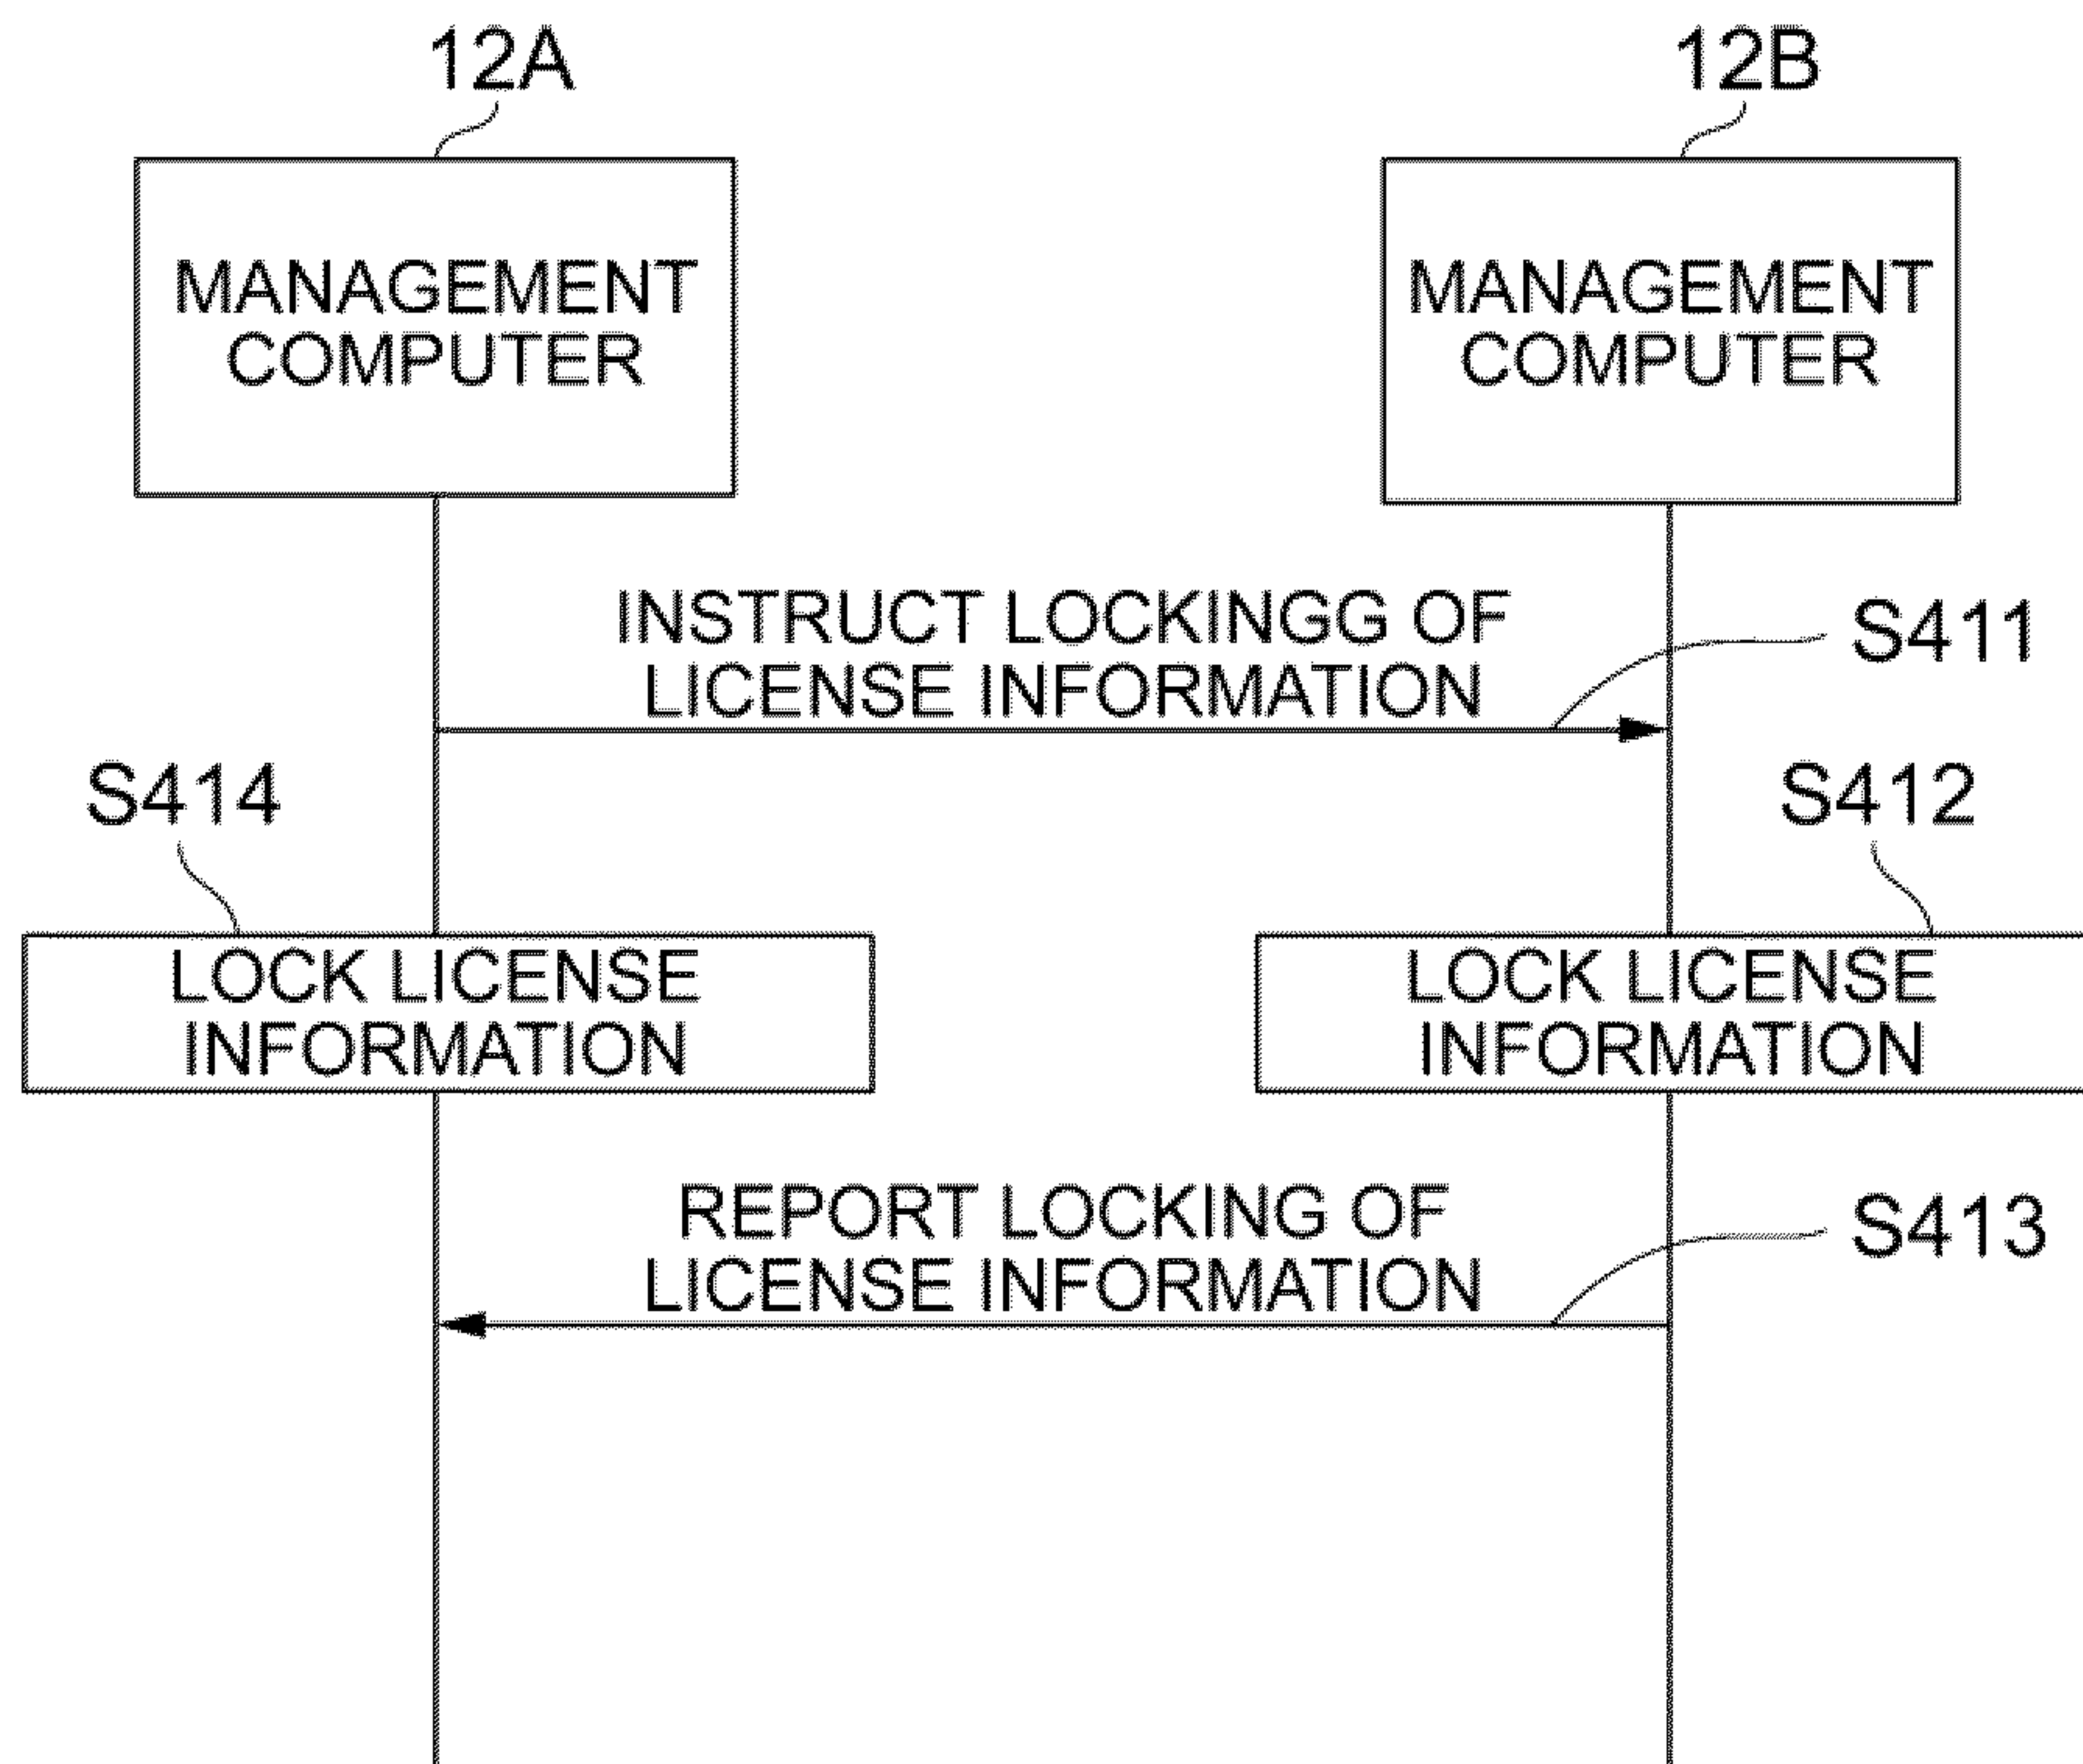 12A
12B
MANAGEMENT
COMPUTER
MANAGEMENT
COMPUTER
INSTRUCT LOCKINGG OF
LICENSE INFORMATION
S411
S414
S412
LOCK LICENSE
INFORMATION
LOCK LICENSE
INFORMATION
REPORT LOCKING OF
LICENSE INFORMATION
S413